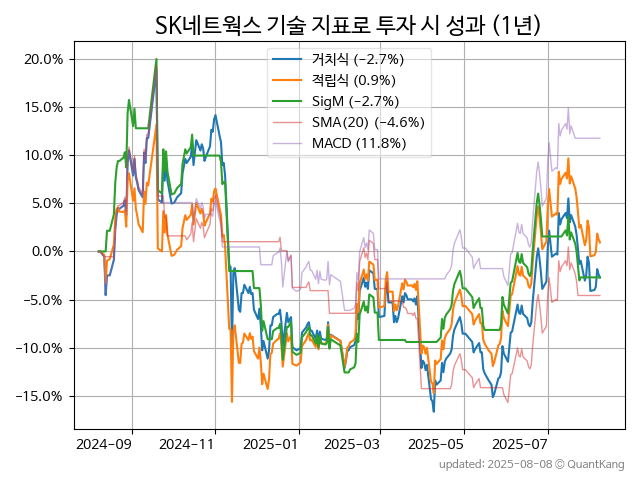 SK네트웍스 기술 지표로 투자 시 성과 (1년)
거치식 (−2.7%)
적립식 (0.9%)
SigM (−2.7%)
SMA(20) (−4.6%)
MACD (11.8%)
20.0%
15.0%
10.0%
5.0%
0.0%
−5.0%
−10.0%
−15.0%
2024-09 2024-11 2025-01 2025-03 2025-05 2025-07
updated: 2025-08-08 © QuantKang